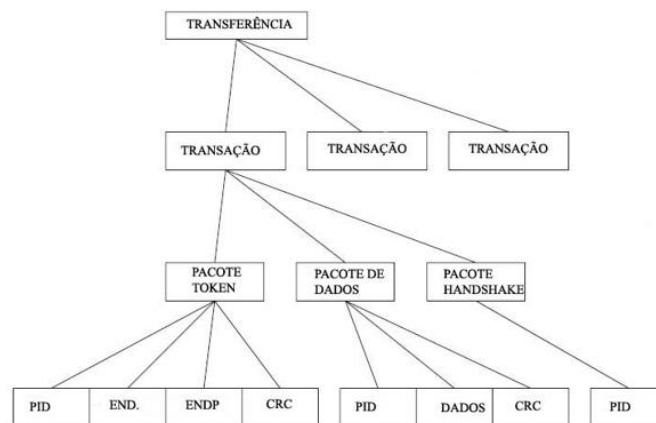 TRANSFERÊNCIA
TRANSAÇÃO
TRANSAÇÃO
TRANSAÇÃO
PACOTE
TOKEN
PACOTE DE
DADOS
PACOTE
HANDSHAKE
PID
END.
ENDP
CRC
PID
DADOS
CRC
PID